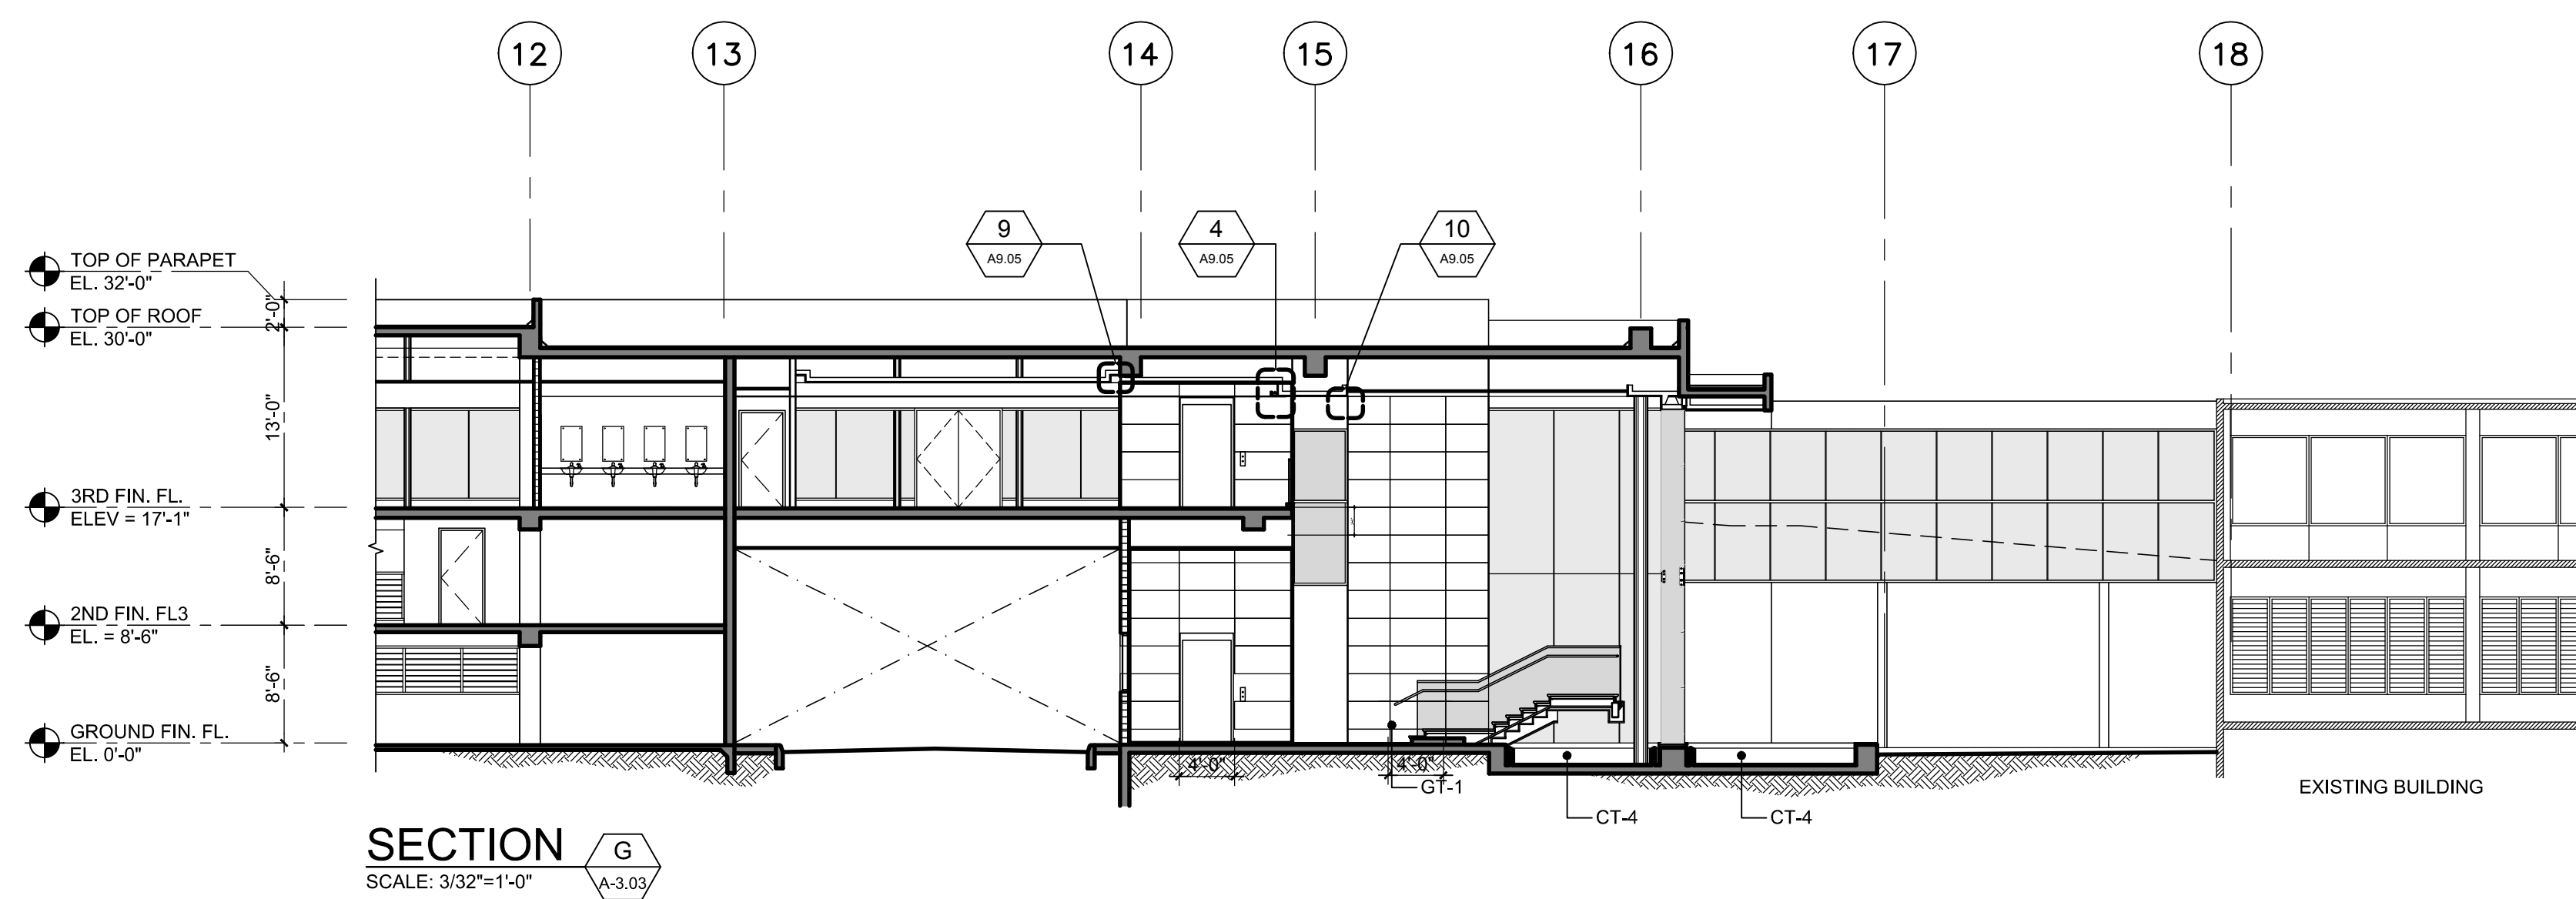 12
13
14
15
16
17
18
9
A9.05
4
A9.05
10
A9.05
TOP OF PARAPET
EL. 32'-0"
TOP OF ROOF
EL. 30'-0"
2'-0"
13'-0"
3RD FIN. FL.
ELEV = 17'-1"
8'-6"
2ND FIN. FL3
EL. = 8'-6"
8'-6"
GROUND FIN. FL.
EL. 0'-0"
4'-0"
4'-0"
GT-1
CT-4
CT-4
EXISTING BUILDING
SECTION
SCALE: 3/32"=1'-0"
G
A-3.03